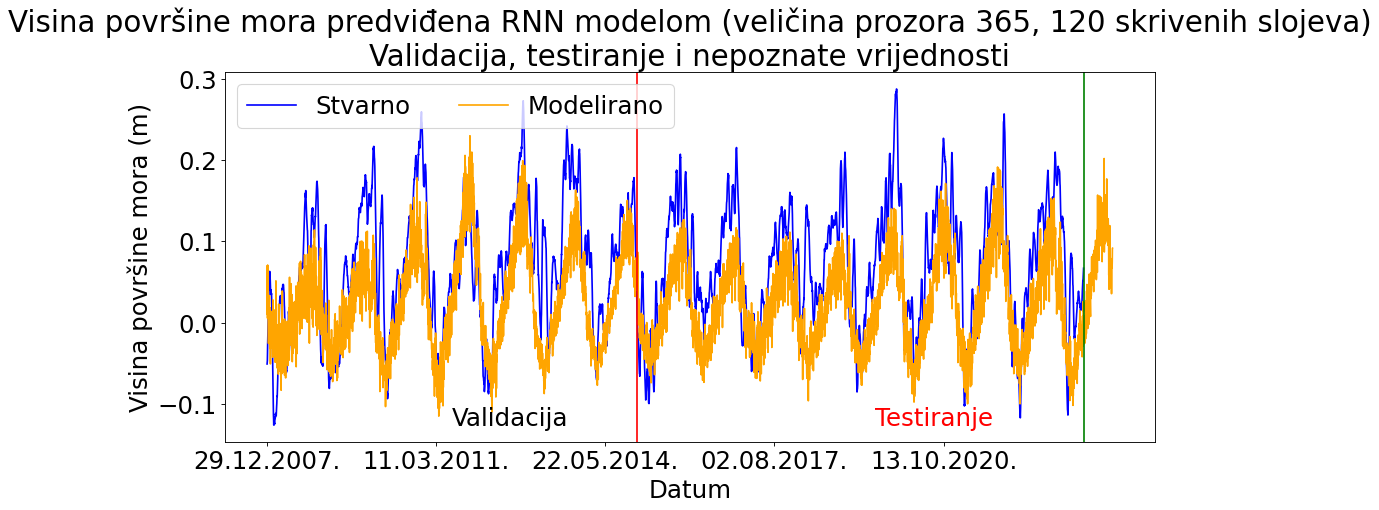 Visina površine mora predviđena RNN modelom (veličina prozora 365, 120 skrivenih slojeva)
Validacija, testiranje i nepoznate vrijednosti
Stvarno Modelirano
Visina površine mora (m)
0.3
0.2
0.1
0.0
−0.1
Validacija
Testiranje
29.12.2007. 11.03.2011. 22.05.2014. 02.08.2017. 13.10.2020.
Datum